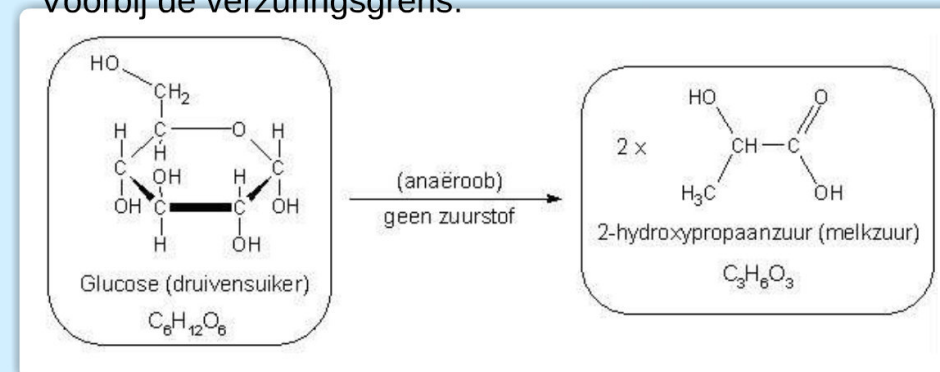 Voorbij de verzuringsgrens:
HO
CH₂
H C O H
H
C OH H C
OH C C OH
H OH
Glucose (druivensuiker)
C₆H₁₂O₆
(anaëroob)
geen zuurstof
HO O
2 x CH C
H₃C OH
2-hydroxypropaanzuur (melkzuur)
C₃H₆O₃